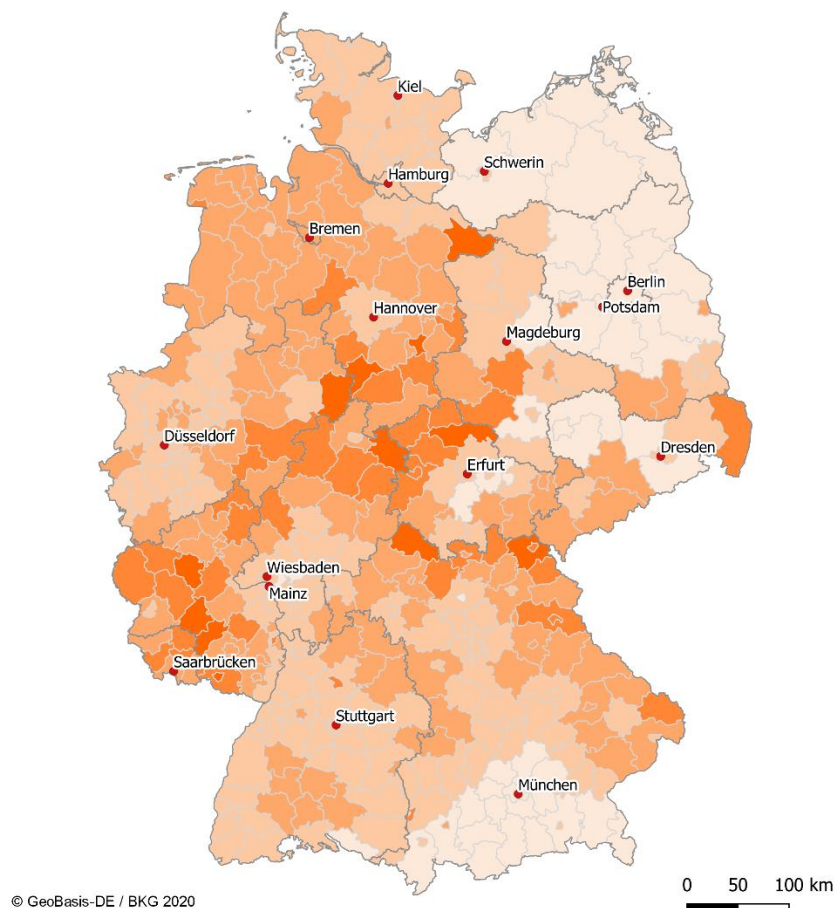 Kiel
Schwerin
Hamburg
Bremen
Berlin
Hannover
Potsdam
Magdeburg
Düsseldorf
Dresden
Erfurt
Wiesbaden
Mainz
Saarbrücken
Stuttgart
München
0 50 100 km
© GeoBasis-DE / BKG 2020